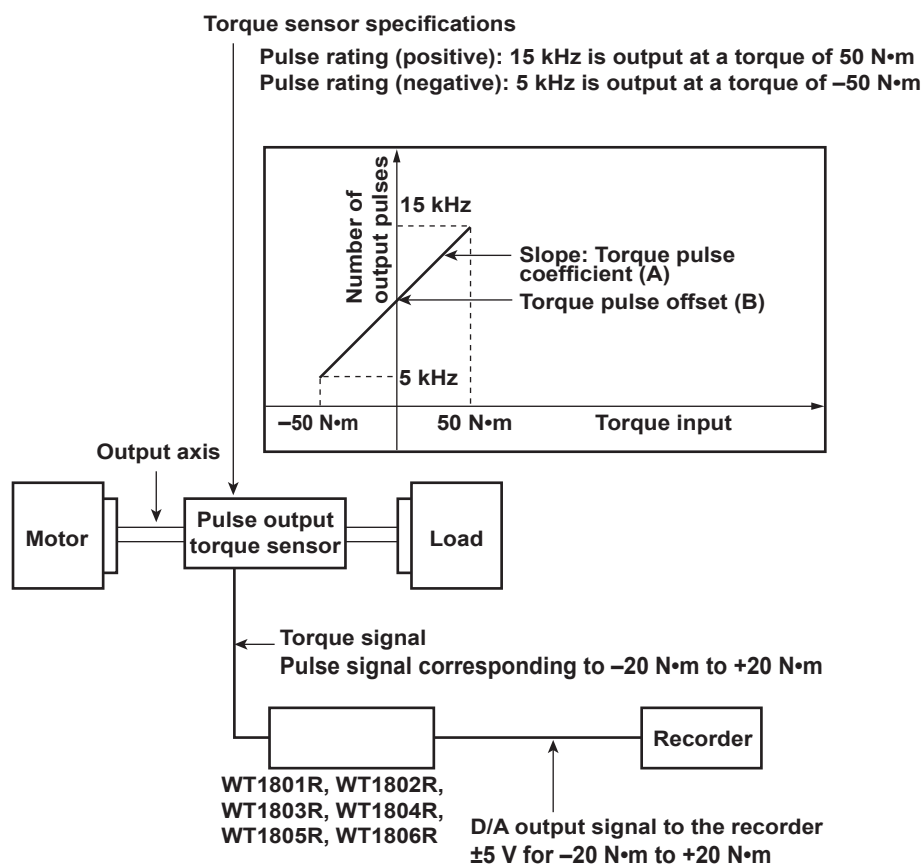 Torque sensor specifications
Pulse rating (positive): 15 kHz is output at a torque of 50 N•m
Pulse rating (negative): 5 kHz is output at a torque of –50 N•m
Number of
output pulses
15 kHz
Slope: Torque pulse
coefficient (A)
Torque pulse offset (B)
5 kHz
–50 N•m
50 N•m
Torque input
Output axis
Motor
Pulse output
torque sensor
Load
Torque signal
Pulse signal corresponding to –20 N•m to +20 N•m
Recorder
WT1801R, WT1802R,
WT1803R, WT1804R,
WT1805R, WT1806R
D/A output signal to the recorder
±5 V for –20 N•m to +20 N•m